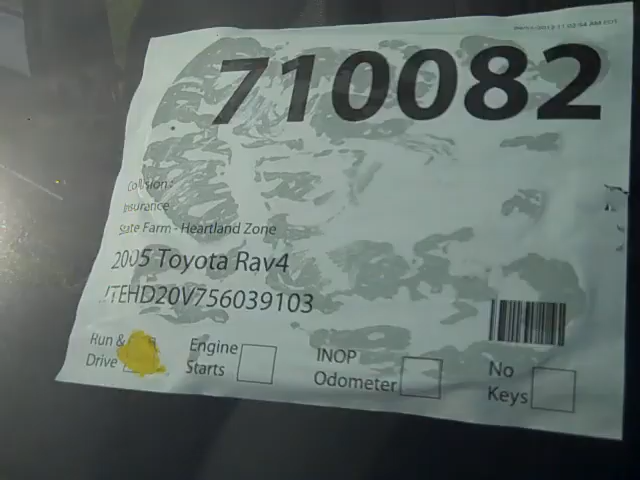 710082
Collision
Insurance
State Farm - Heartland Zone
2005 Toyota Rav4
JTEHD20V756039103
Run & Drive
Engine Starts
INOP Odometer
No Keys